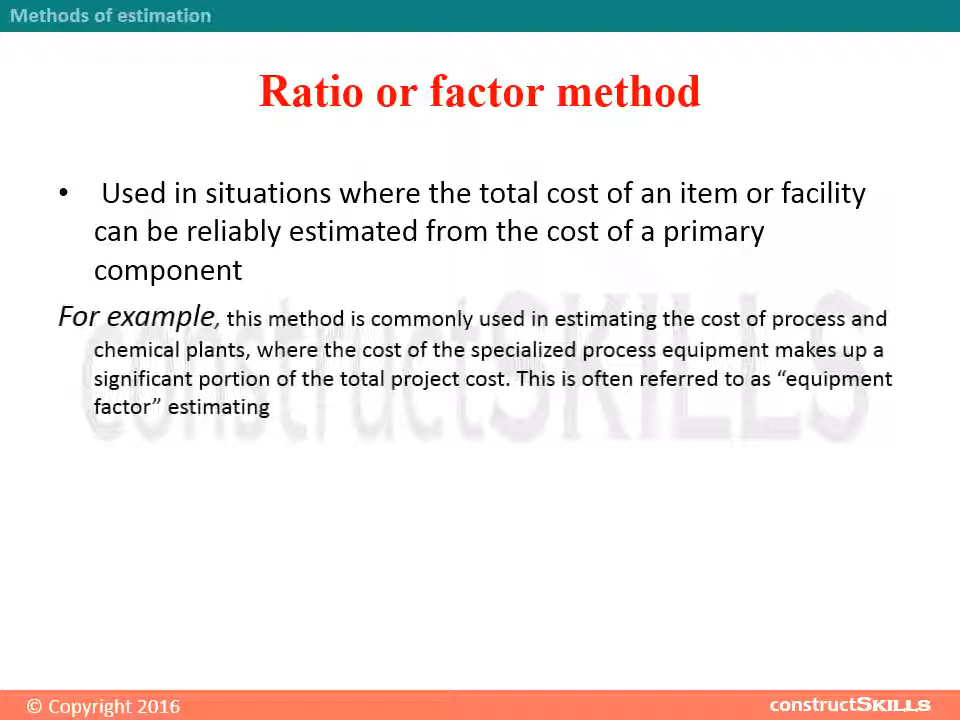 Methods of estimation
Ratio or factor method
• Used in situations where the total cost of an item or facility
can be reliably estimated from the cost of a primary
component
For example, this method is commonly used in estimating the cost of process and
chemical plants, where the cost of the specialized process equipment makes up a
significant portion of the total project cost. This is often referred to as “equipment
factor” estimating
constructSKILLS
© Copyright 2016
constructSKILLS